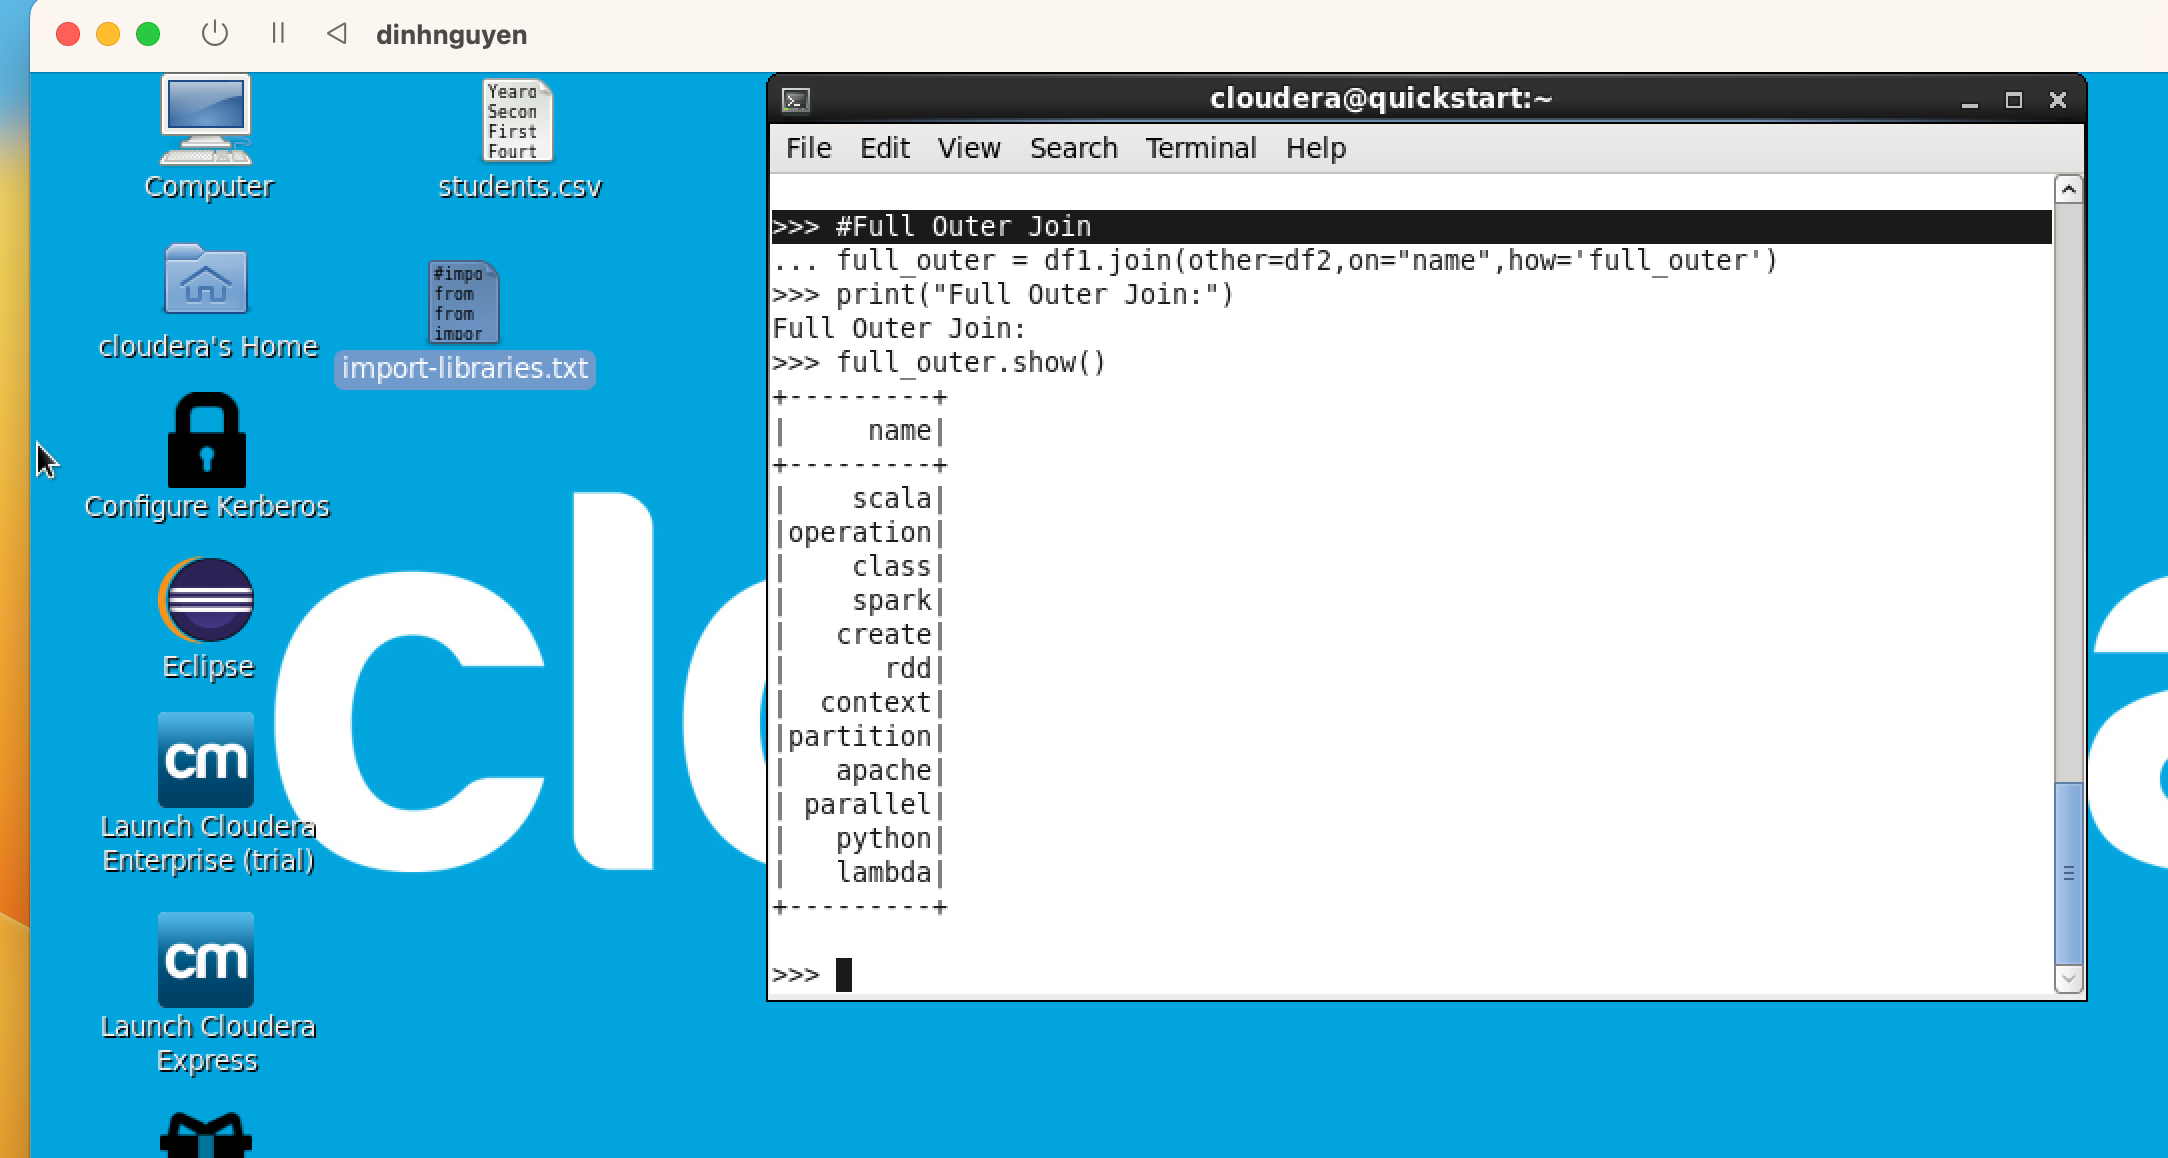 dinhnguyen
Computer
Yearo
Secon
First
Fourt
students.csv
cloudera's Home
#impo
from
from
impor
import-libraries.txt
Configure Kerberos
Eclipse
cm
Launch Cloudera
Enterprise (trial)
cm
Launch Cloudera
Express
cl
a
cloudera@quickstart:~
File Edit View Search Terminal Help
>>> #Full Outer Join
... full_outer = df1.join(other=df2,on="name",how='full_outer')
>>> print("Full Outer Join:")
Full Outer Join:
>>> full_outer.show()
+---------+
|     name|
+---------+
|    scala|
|operation|
|    class|
|    spark|
|   create|
|      rdd|
|  context|
|partition|
|   apache|
| parallel|
|   python|
|   lambda|
+---------+
>>>